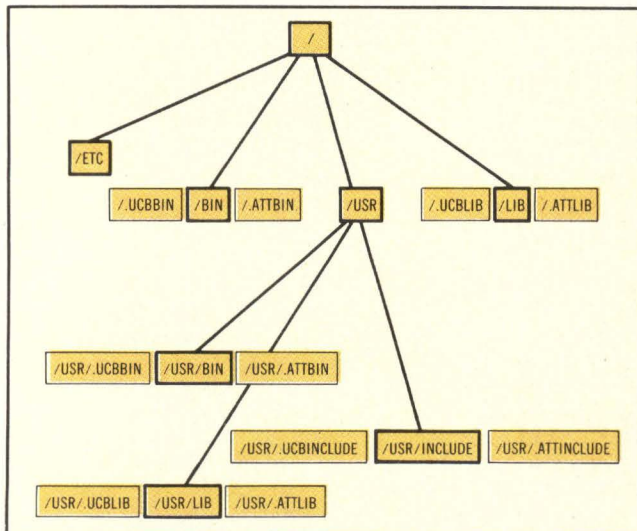 /
/ETC
/.UCBBIN /BIN /.ATTBIN
/USR
/.UCBLIB /LIB /.ATTLIB
/USR/.UCBBIN /USR/BIN /USR/.ATTBIN
/USR/.UCBINCLUDE /USR/INCLUDE /USR/.ATTINCLUDE
/USR/.UCBLIB /USR/LIB /USR/.ATTLIB